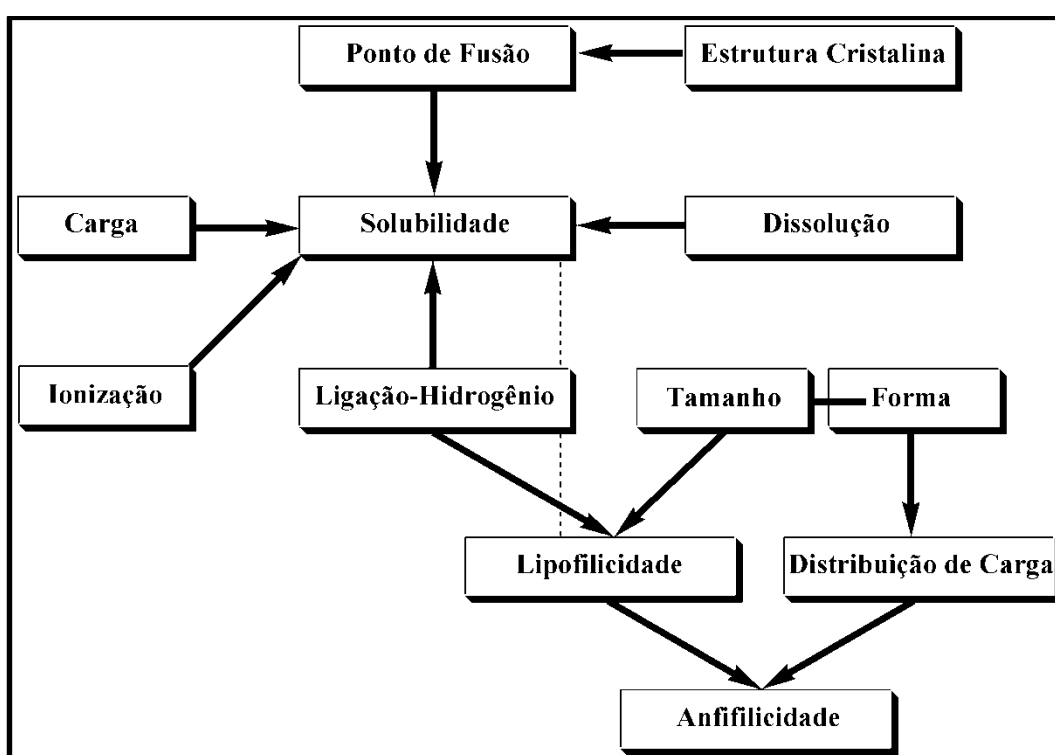 Ponto de Fusão
Estrutura Cristalina
Carga
Solubilidade
Dissolução
Ionização
Ligação-Hidrogênio
Tamanho
Forma
Lipofilicidade
Distribuição de Carga
Anfifilicidade